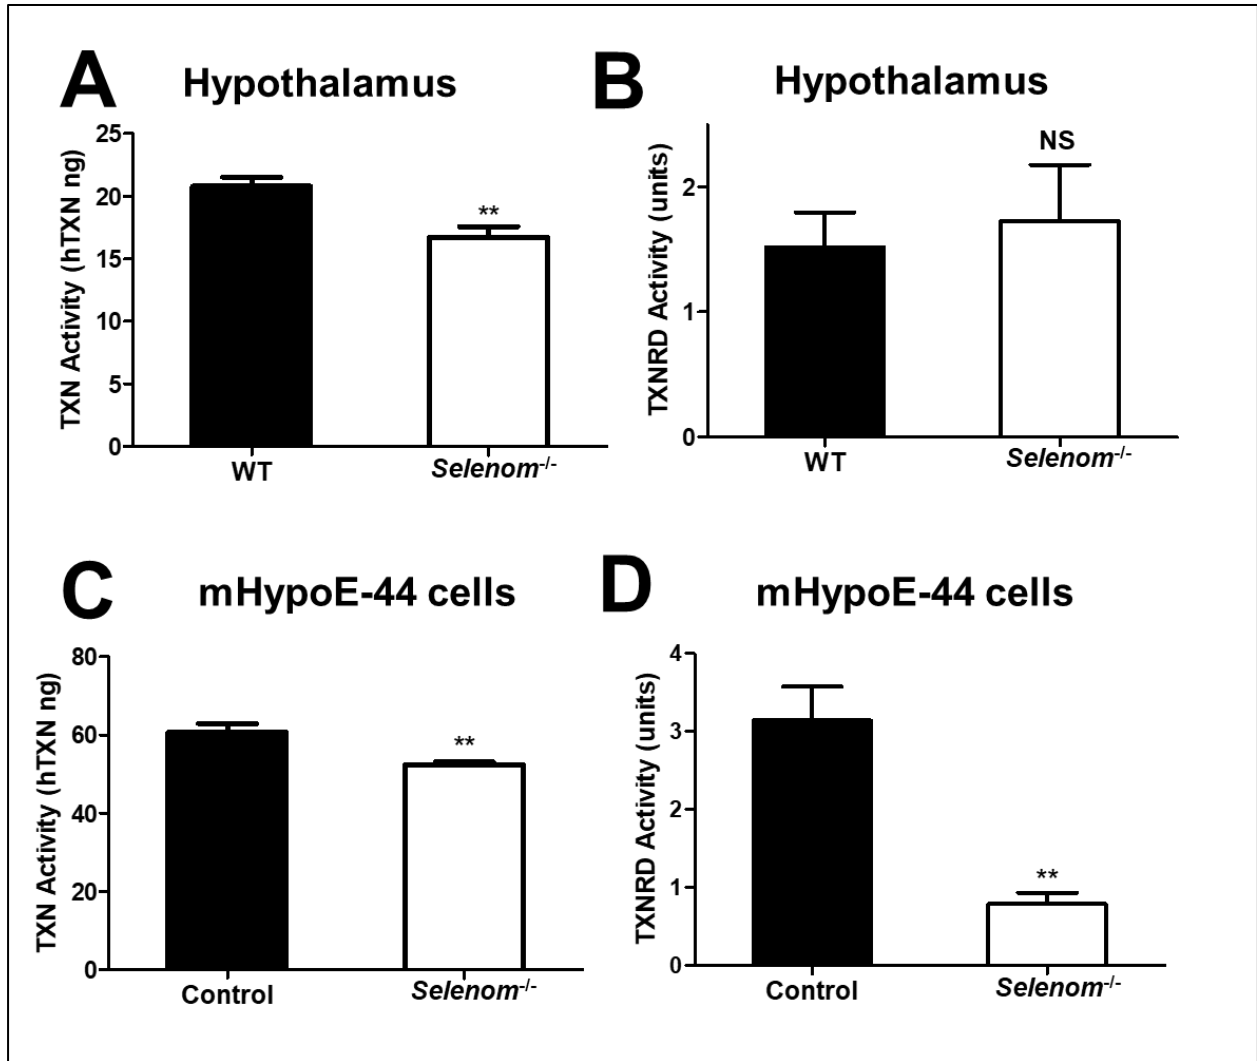 A
Hypothalamus
TXN Activity (hTXN ng)
25
20
15
10
5
0
**
WT
Selenom-/-
B
Hypothalamus
TXNRD Activity (units)
2
1
0
NS
WT
Selenom-/-
C
mHypoE-44 cells
TXN Activity (hTXN ng)
80
60
40
20
0
**
Control
Selenom-/-
D
mHypoE-44 cells
TXNRD Activity (units)
4
3
2
1
0
**
Control
Selenom-/-